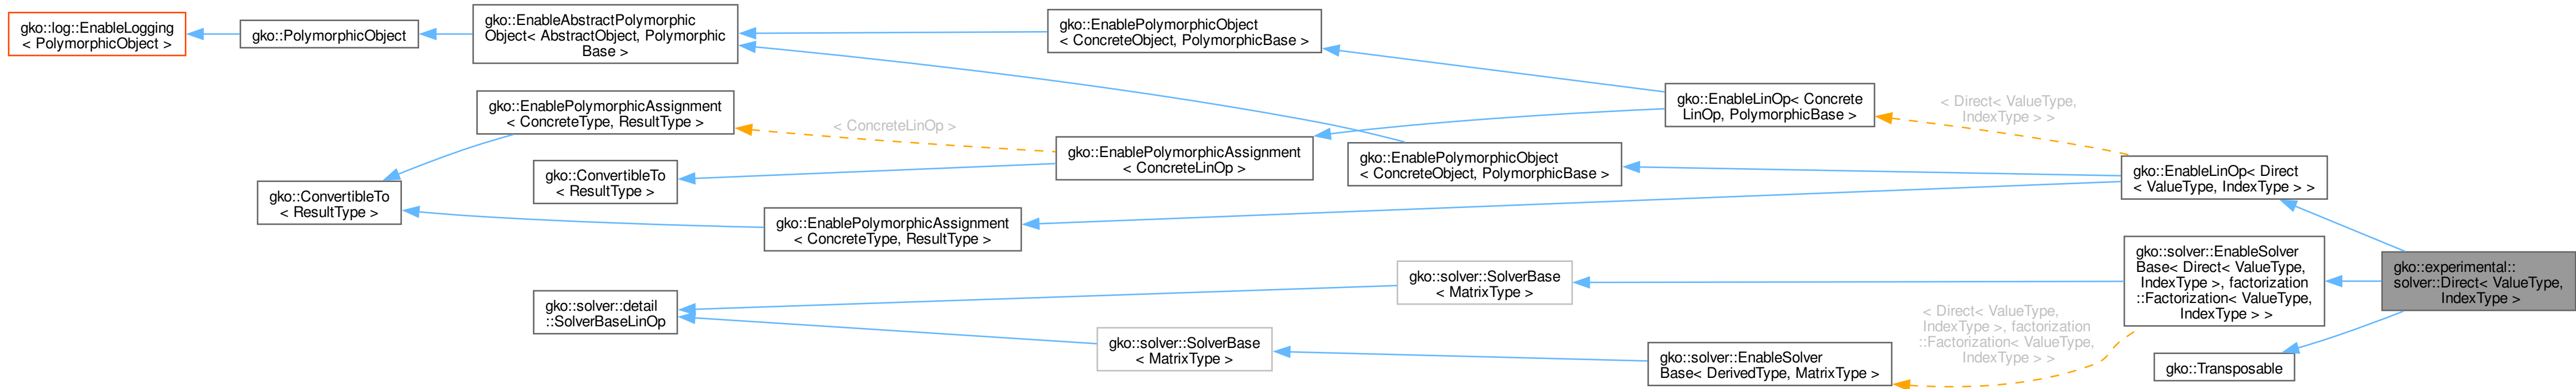 gko::log::EnableLogging
< PolymorphicObject >
gko::PolymorphicObject
gko::EnableAbstractPolymorphic
Object< AbstractObject, Polymorphic
Base >
gko::EnablePolymorphicObject
< ConcreteObject, PolymorphicBase >
gko::EnablePolymorphicAssignment
< ConcreteType, ResultType >
< ConcreteLinOp >
gko::EnableLinOp< Concrete
LinOp, PolymorphicBase >
< Direct< ValueType,
IndexType > >
gko::ConvertibleTo
< ResultType >
gko::ConvertibleTo
< ResultType >
gko::EnablePolymorphicAssignment
< ConcreteLinOp >
gko::EnablePolymorphicObject
< ConcreteObject, PolymorphicBase >
gko::EnableLinOp< Direct
< ValueType, IndexType > >
gko::EnablePolymorphicAssignment
< ConcreteType, ResultType >
gko::solver::detail
::SolverBaseLinOp
gko::solver::SolverBase
< MatrixType >
gko::solver::EnableSolver
Base< Direct< ValueType,
IndexType >, factorization
::Factorization< ValueType,
IndexType > >
gko::experimental::
solver::Direct< ValueType,
IndexType >
gko::solver::SolverBase
< MatrixType >
< Direct< ValueType,
IndexType >, factorization
::Factorization< ValueType,
IndexType > >
gko::solver::EnableSolver
Base< DerivedType, MatrixType >
gko::Transposable